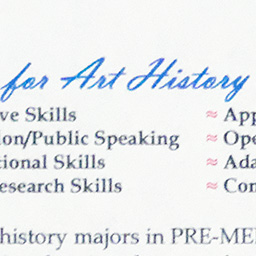 for Art History
ve Skills ≈ App
ion/Public Speaking ≈ Ope
tional Skills ≈ Ada
esearch Skills ≈ Con
history majors in PRE-ME